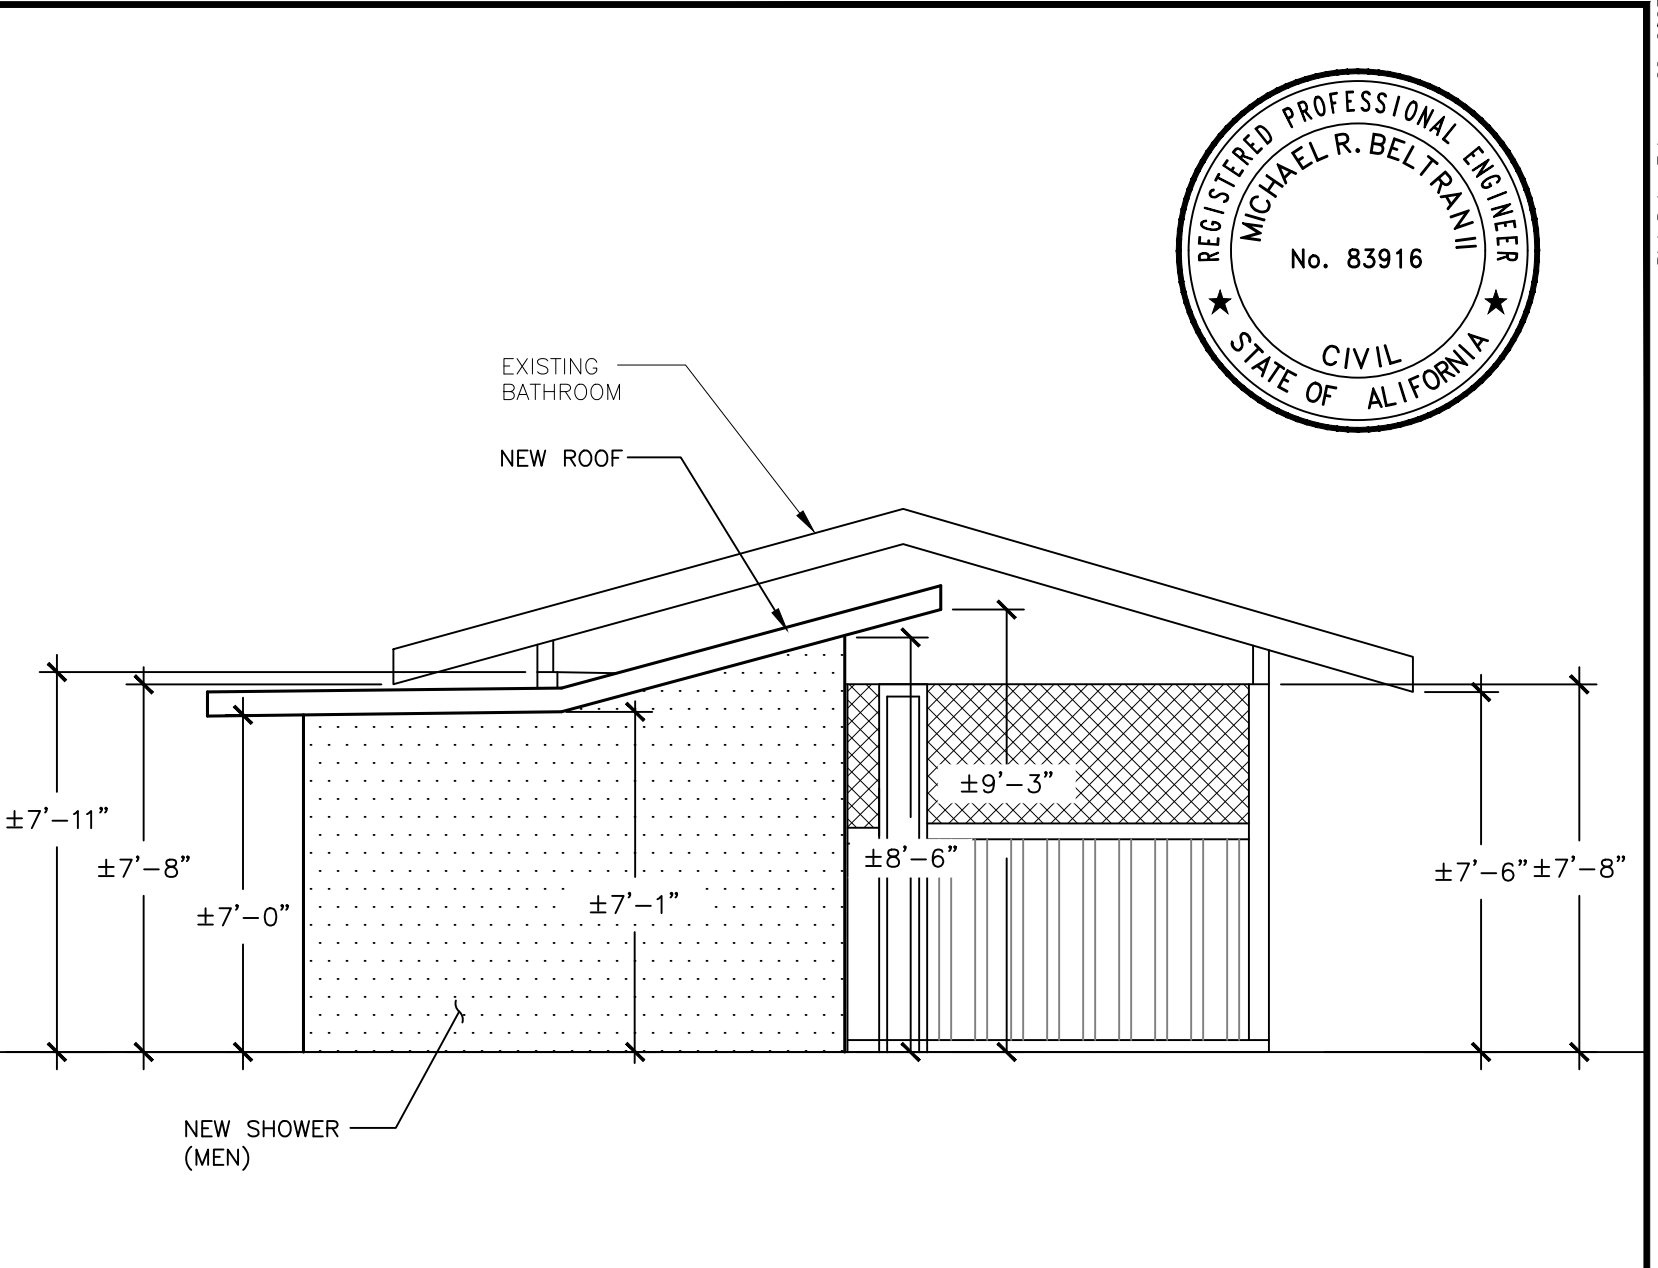 REGISTERED PROFESSIONAL ENGINEER
MICHAEL R. BELTRAN II
No. 83916
CIVIL
STATE OF ALIFORNIA
EXISTING
BATHROOM
NEW ROOF
±7'-11"
±7'-8"
±7'-0"
±7'-1"
±9'-3"
±8'-6"
±7'-6"
±7'-8"
NEW SHOWER
(MEN)